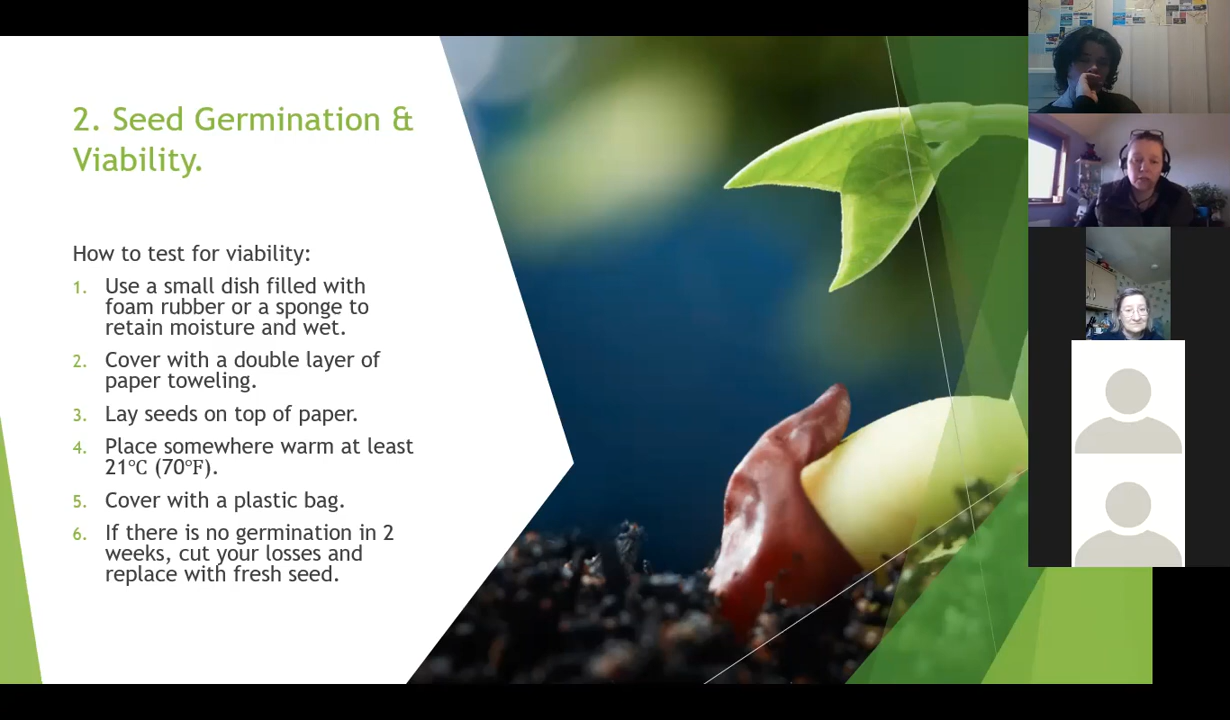 2. Seed Germination &
Viability.
How to test for viability:
1. Use a small dish filled with
foam rubber or a sponge to
retain moisture and wet.
2. Cover with a double layer of
paper toweling.
3. Lay seeds on top of paper.
4. Place somewhere warm at least
21℃ (70℉).
5. Cover with a plastic bag.
6. If there is no germination in 2
weeks, cut your losses and
replace with fresh seed.